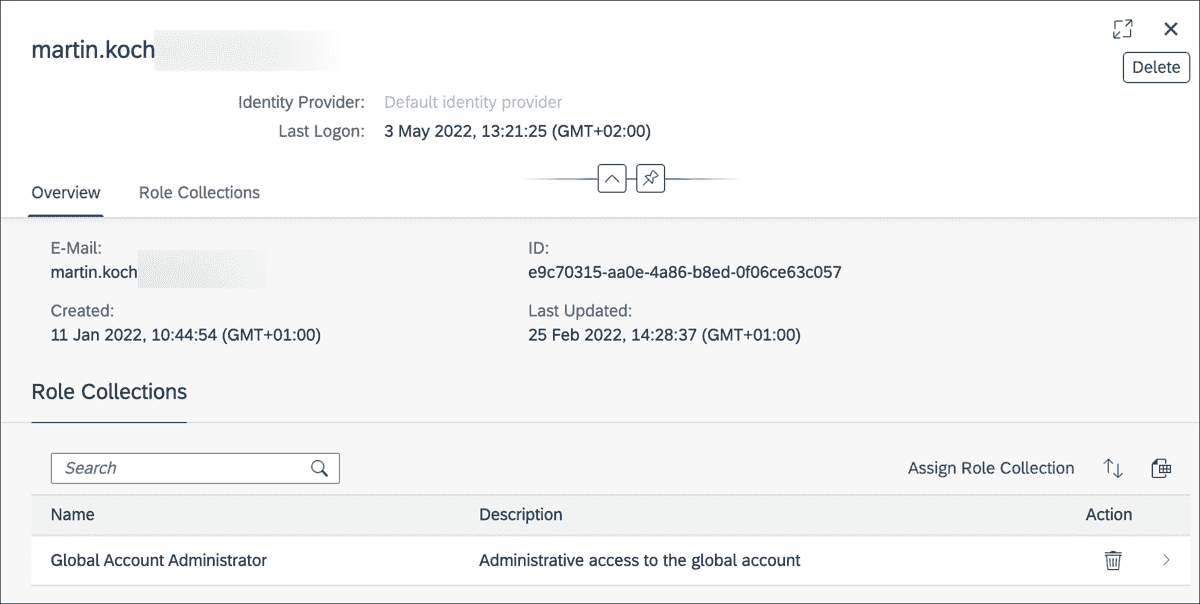 martin.koch
Delete
Identity Provider: Default identity provider
Last Logon: 3 May 2022, 13:21:25 (GMT+02:00)
Overview Role Collections
E-Mail: ID:
martin.koch e9c70315-aa0e-4a86-b8ed-0f06ce63c057
Created: Last Updated:
11 Jan 2022, 10:44:54 (GMT+01:00) 25 Feb 2022, 14:28:37 (GMT+01:00)
Role Collections
Search Assign Role Collection
Name Description Action
Global Account Administrator Administrative access to the global account